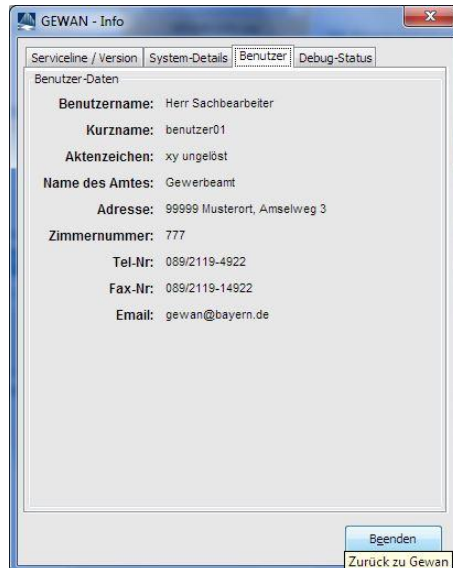 GEWAN - Info
Serviceline / Version System-Details Benutzer Debug-Status
Benutzer-Daten
Benutzername: Herr Sachbearbeiter
Kurzname: benutzer01
Aktenzeichen: xy ungelöst
Name des Amtes: Gewerbeamt
Adresse: 99999 Musterort, Amselweg 3
Zimmernummer: 777
Tel-Nr: 089/2119-4922
Fax-Nr: 089/2119-14922
Email: gewan@bayern.de
Beenden
Zurück zu Gewan